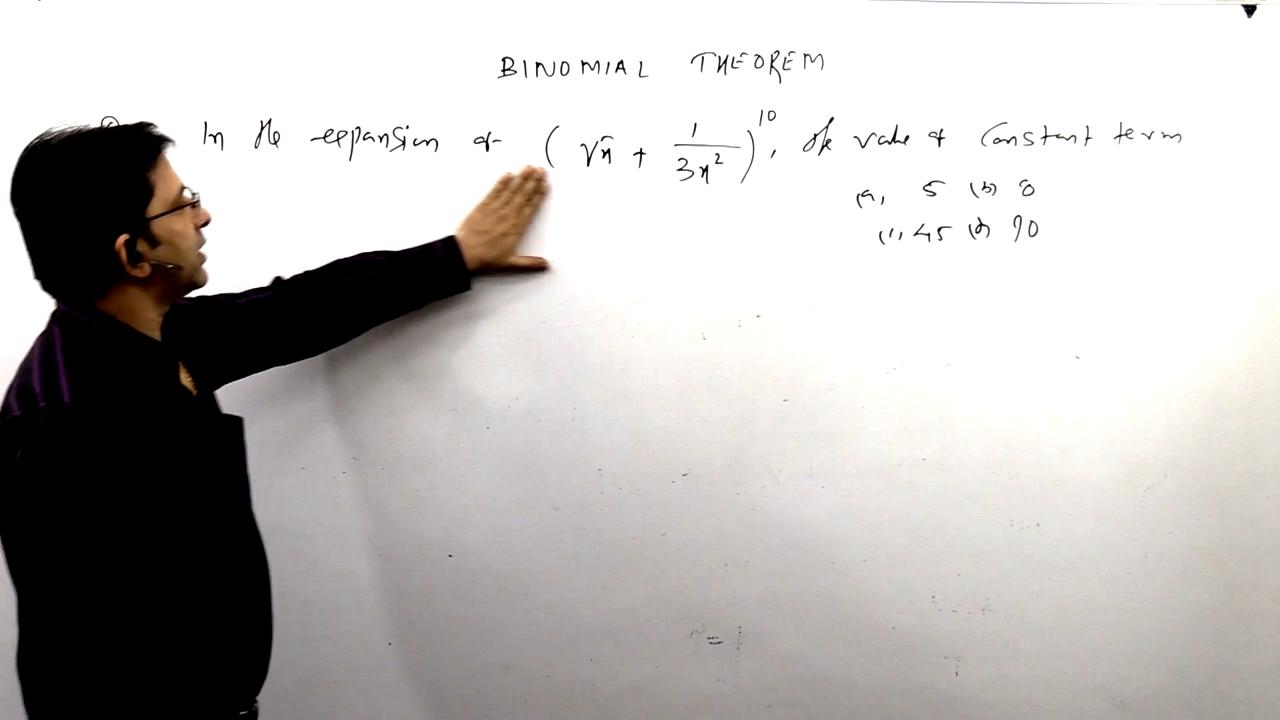 BINOMIAL THEOREM
In the expansion of (√x + 1/3x²)¹⁰, the value of Constant term
(a) 5 (b) 8
(c) 45 (d) 90